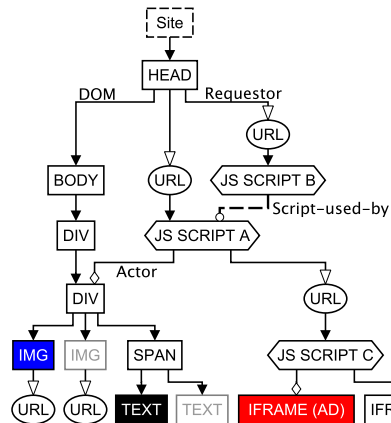 Site
HEAD
DOM
Requestor
URL
BODY
URL
JS SCRIPT B
Script-used-by
DIV
JS SCRIPT A
Actor
DIV
URL
IMG
IMG
SPAN
JS SCRIPT C
URL
URL
TEXT
TEXT
IFRAME (AD)